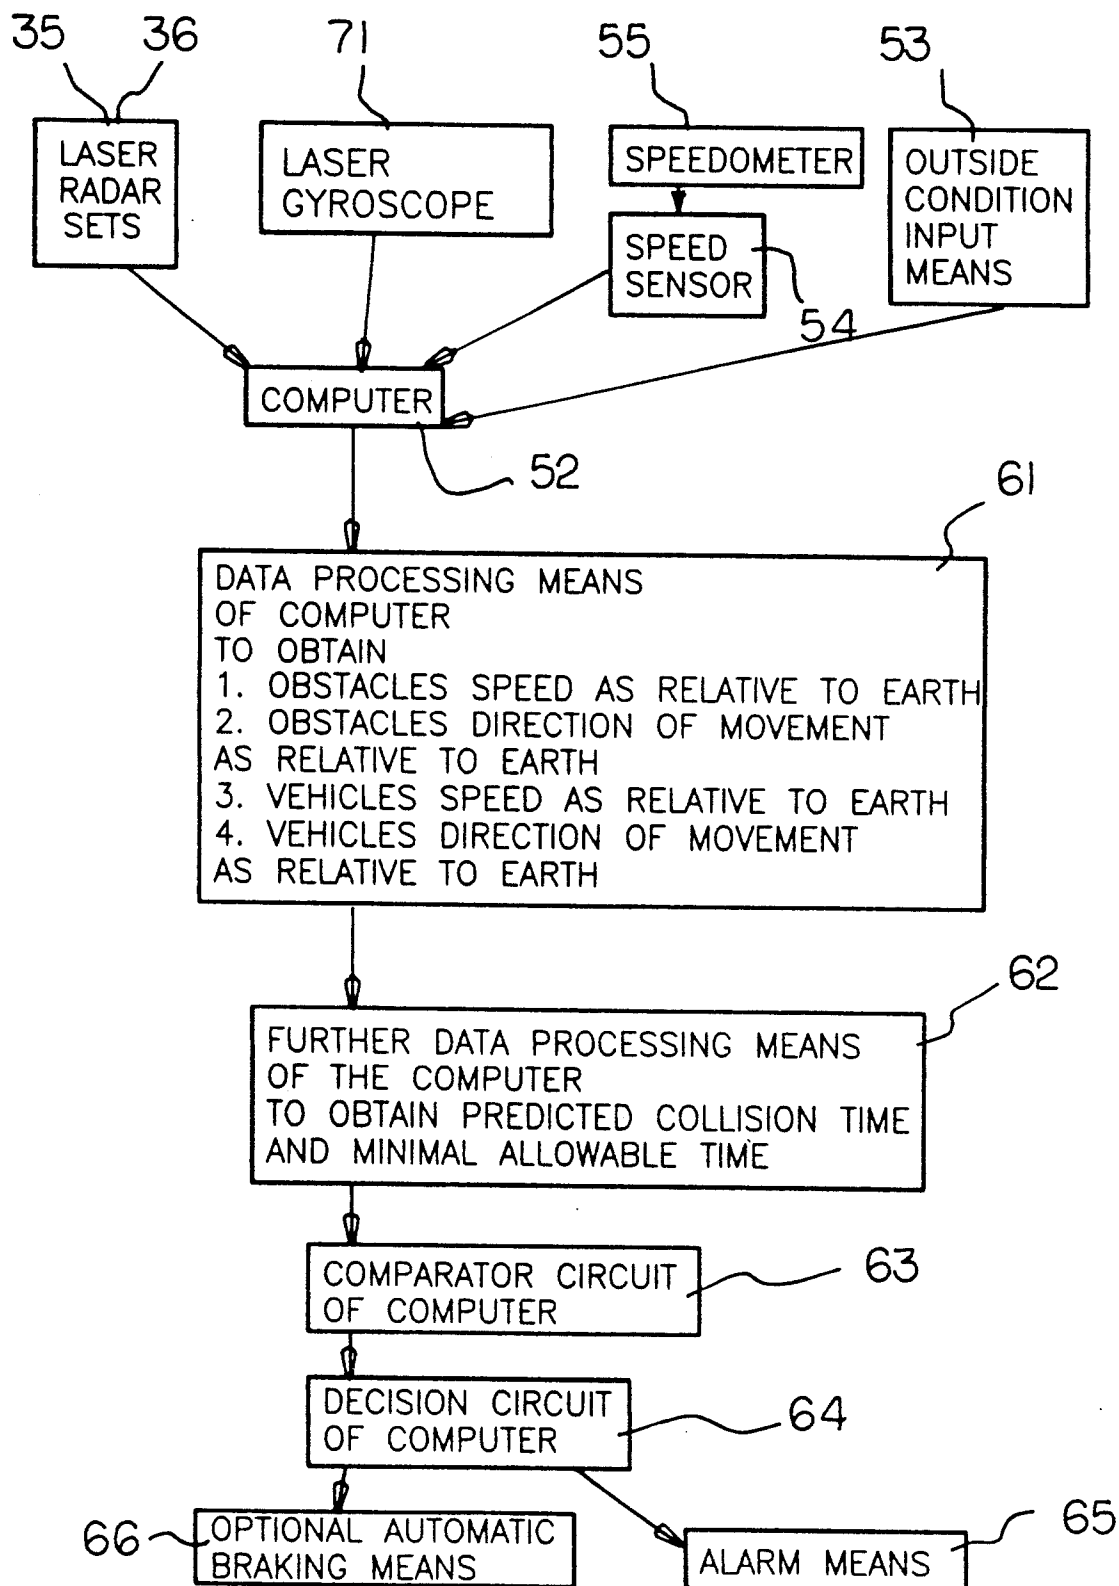 35 36 71 55 53
LASER
RADAR
SETS
LASER
GYROSCOPE
SPEEDOMETER
SPEED
SENSOR
OUTSIDE
CONDITION
INPUT
MEANS
54
COMPUTER
52
61
DATA PROCESSING MEANS
OF COMPUTER
TO OBTAIN
1. OBSTACLES SPEED AS RELATIVE TO EARTH
2. OBSTACLES DIRECTION OF MOVEMENT
AS RELATIVE TO EARTH
3. VEHICLES SPEED AS RELATIVE TO EARTH
4. VEHICLES DIRECTION OF MOVEMENT
AS RELATIVE TO EARTH
62
FURTHER DATA PROCESSING MEANS
OF THE COMPUTER
TO OBTAIN PREDICTED COLLISION TIME
AND MINIMAL ALLOWABLE TIME
COMPARATOR CIRCUIT
OF COMPUTER
63
DECISION CIRCUIT
OF COMPUTER
64
66
OPTIONAL AUTOMATIC
BRAKING MEANS
65
ALARM MEANS